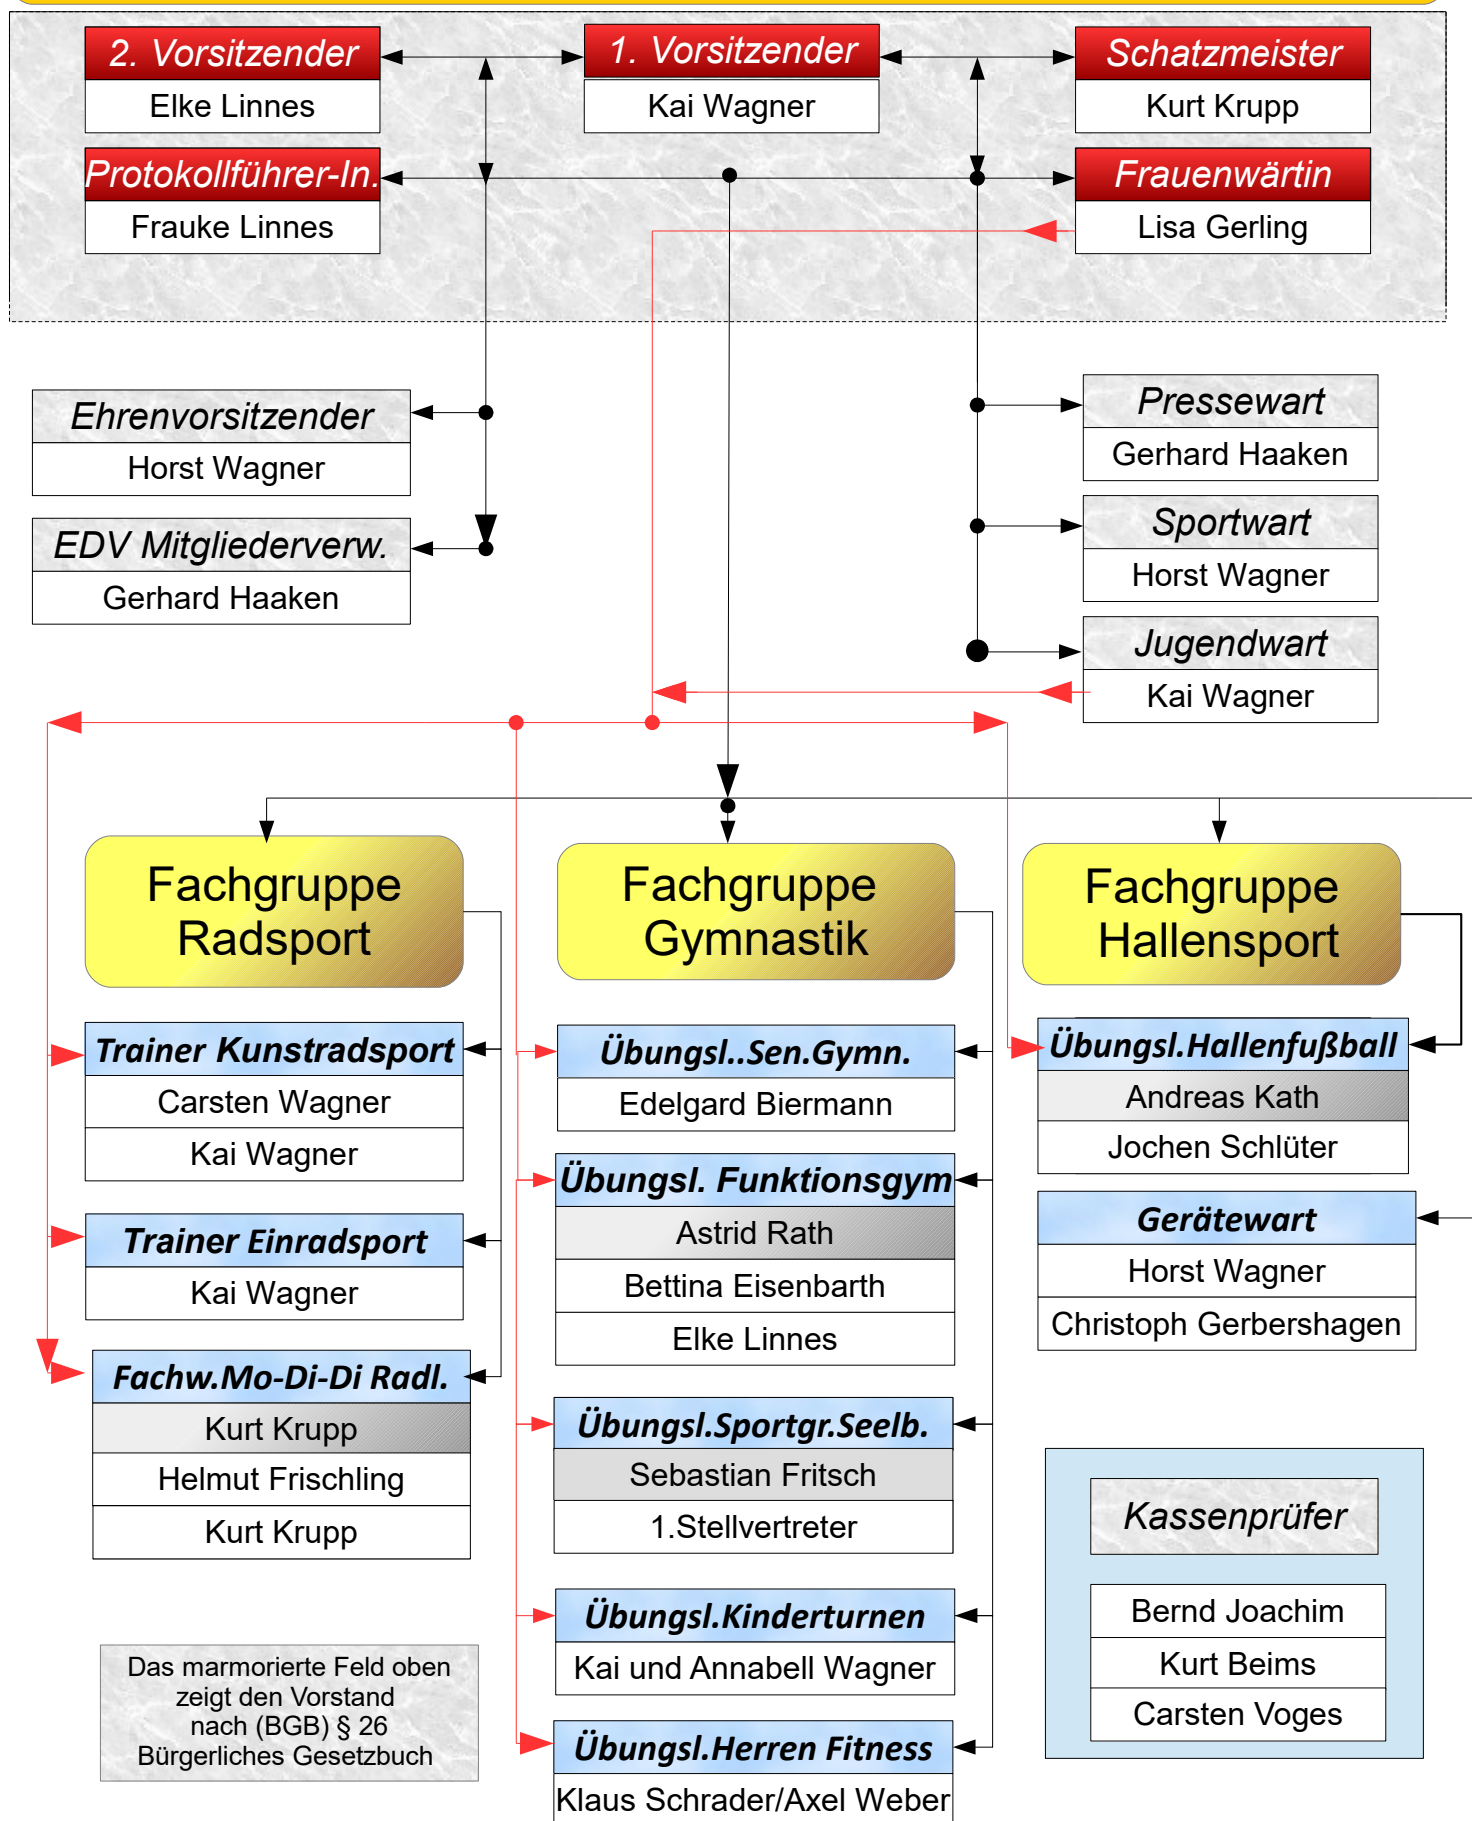 2. Vorsitzender
Elke Linnes
1. Vorsitzender
Kai Wagner
Schatzmeister
Kurt Krupp
Protokollführer-In.
Frauke Linnes
Frauenwärtin
Lisa Gerling
Ehrenvorsitzender
Horst Wagner
EDV Mitgliederverw.
Gerhard Haaken
Pressewart
Gerhard Haaken
Sportwart
Horst Wagner
Jugendwart
Kai Wagner
Fachgruppe
Radsport
Trainer Kunstradsport
Carsten Wagner
Kai Wagner
Trainer Einradsport
Kai Wagner
Fachw.Mo-Di-Di Radl.
Kurt Krupp
Helmut Frischling
Kurt Krupp
Fachgruppe
Gymnastik
Übungsl..Sen.Gymn.
Edelgard Biermann
Übungsl. Funktionsgym
Astrid Rath
Bettina Eisenbarth
Elke Linnes
Übungsl.Sportgr.Seelb.
Sebastian Fritsch
1.Stellvertreter
Übungsl.Kinderturnen
Kai und Annabell Wagner
Übungsl.Herren Fitness
Klaus Schrader/Axel Weber
Fachgruppe
Hallensport
Übungsl.Hallenfußball
Andreas Kath
Jochen Schlüter
Gerätewart
Horst Wagner
Christoph Gerbershagen
Kassenprüfer
Bernd Joachim
Kurt Beims
Carsten Voges
Das marmorierte Feld oben
zeigt den Vorstand
nach (BGB) § 26
Bürgerliches Gesetzbuch